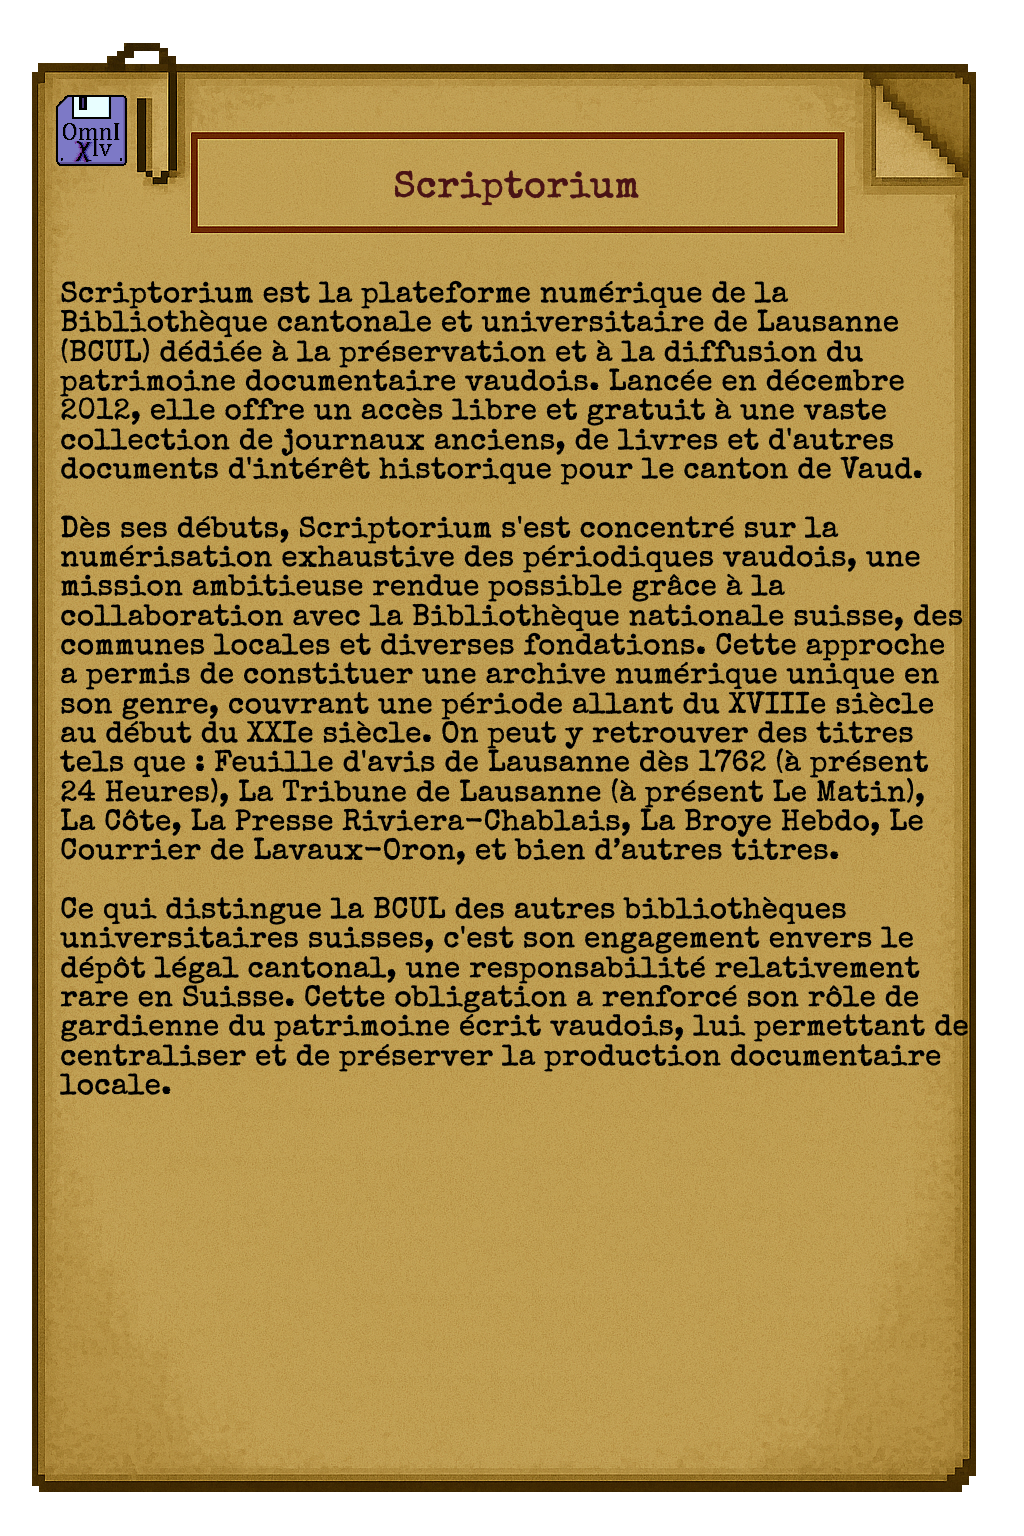 OmnI
χiv
Scriptorium
Scriptorium est la plateforme numérique de la
Bibliothèque cantonale et universitaire de Lausanne
(BCUL) dédiée à la préservation et à la diffusion du
patrimoine documentaire vaudois. Lancée en décembre
2012, elle offre un accès libre et gratuit à une vaste
collection de journaux anciens, de livres et d'autres
documents d'intérêt historique pour le canton de Vaud.
Dès ses débuts, Scriptorium s'est concentré sur la
numérisation exhaustive des périodiques vaudois, une
mission ambitieuse rendue possible grâce à la
collaboration avec la Bibliothèque nationale suisse, des
communes locales et diverses fondations. Cette approche
a permis de constituer une archive numérique unique en
son genre, couvrant une période allant du XVIIIe siècle
au début du XXIe siècle. On peut y retrouver des titres
tels que : Feuille d'avis de Lausanne dès 1762 (à présent
24 Heures), La Tribune de Lausanne (à présent Le Matin),
La Côte, La Presse Riviera-Chablais, La Broye Hebdo, Le
Courrier de Lavaux-Oron, et bien d’autres titres.
Ce qui distingue la BCUL des autres bibliothèques
universitaires suisses, c'est son engagement envers le
dépôt légal cantonal, une responsabilité relativement
rare en Suisse. Cette obligation a renforcé son rôle de
gardienne du patrimoine écrit vaudois, lui permettant de
centraliser et de préserver la production documentaire
locale.